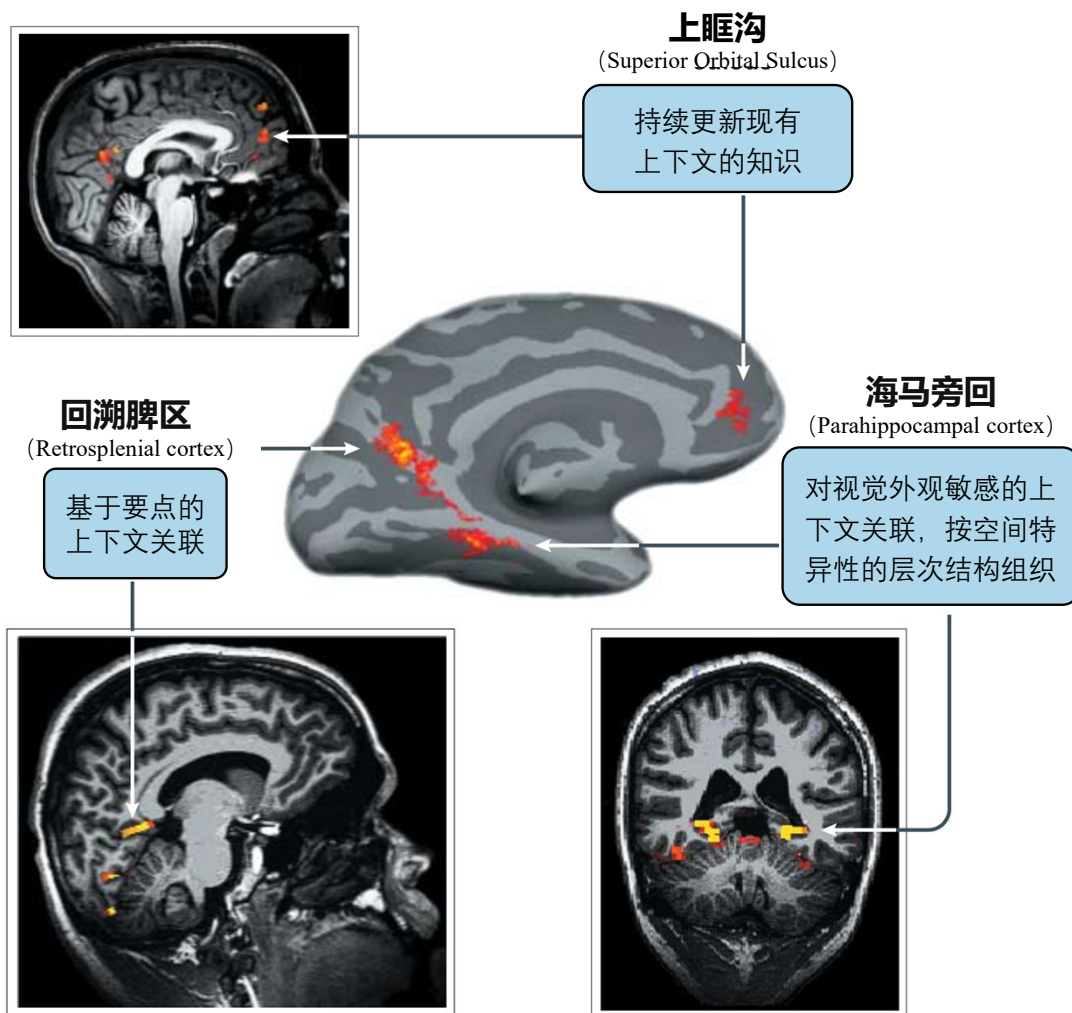 上眶沟
（Superior Orbital Sulcus）
持续更新现有
上下文的知识
回溯脾区
（Retrosplenial cortex）
基于要点的
上下文关联
海马旁回
（Parahippocampal cortex）
对视觉外观敏感的上
下文关联，按空间特
异性的层次结构组织